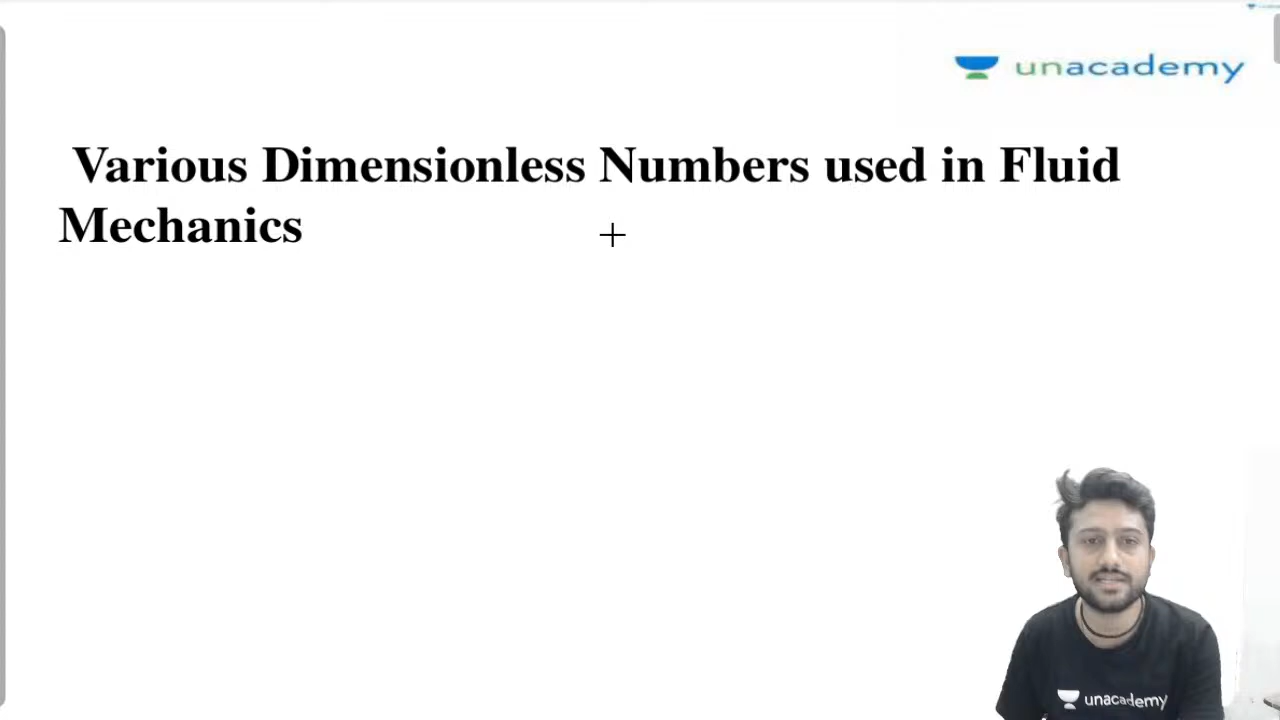 unacademy
Various Dimensionless Numbers used in Fluid
Mechanics
unacademy